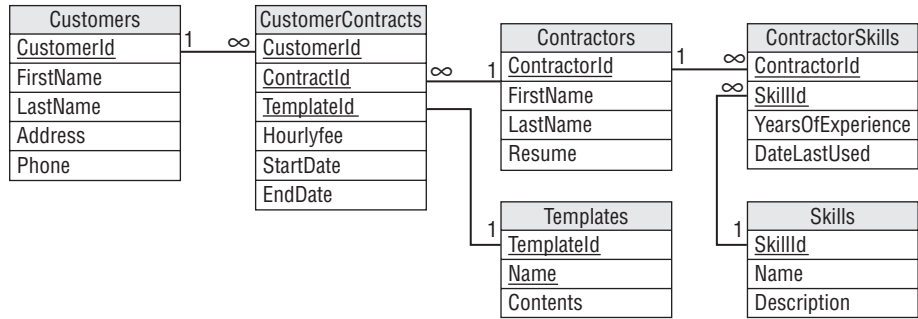 Customers
CustomerId
FirstName
LastName
Address
Phone
1
∞
CustomerContracts
CustomerId
ContractId
TemplateId
Hourlyfee
StartDate
EndDate
∞
1
Contractors
ContractorId
FirstName
LastName
Resume
1
∞
∞
ContractorSkills
ContractorId
SkillId
YearsOfExperience
DateLastUsed
1
Templates
TemplateId
Name
Contents
1
Skills
SkillId
Name
Description